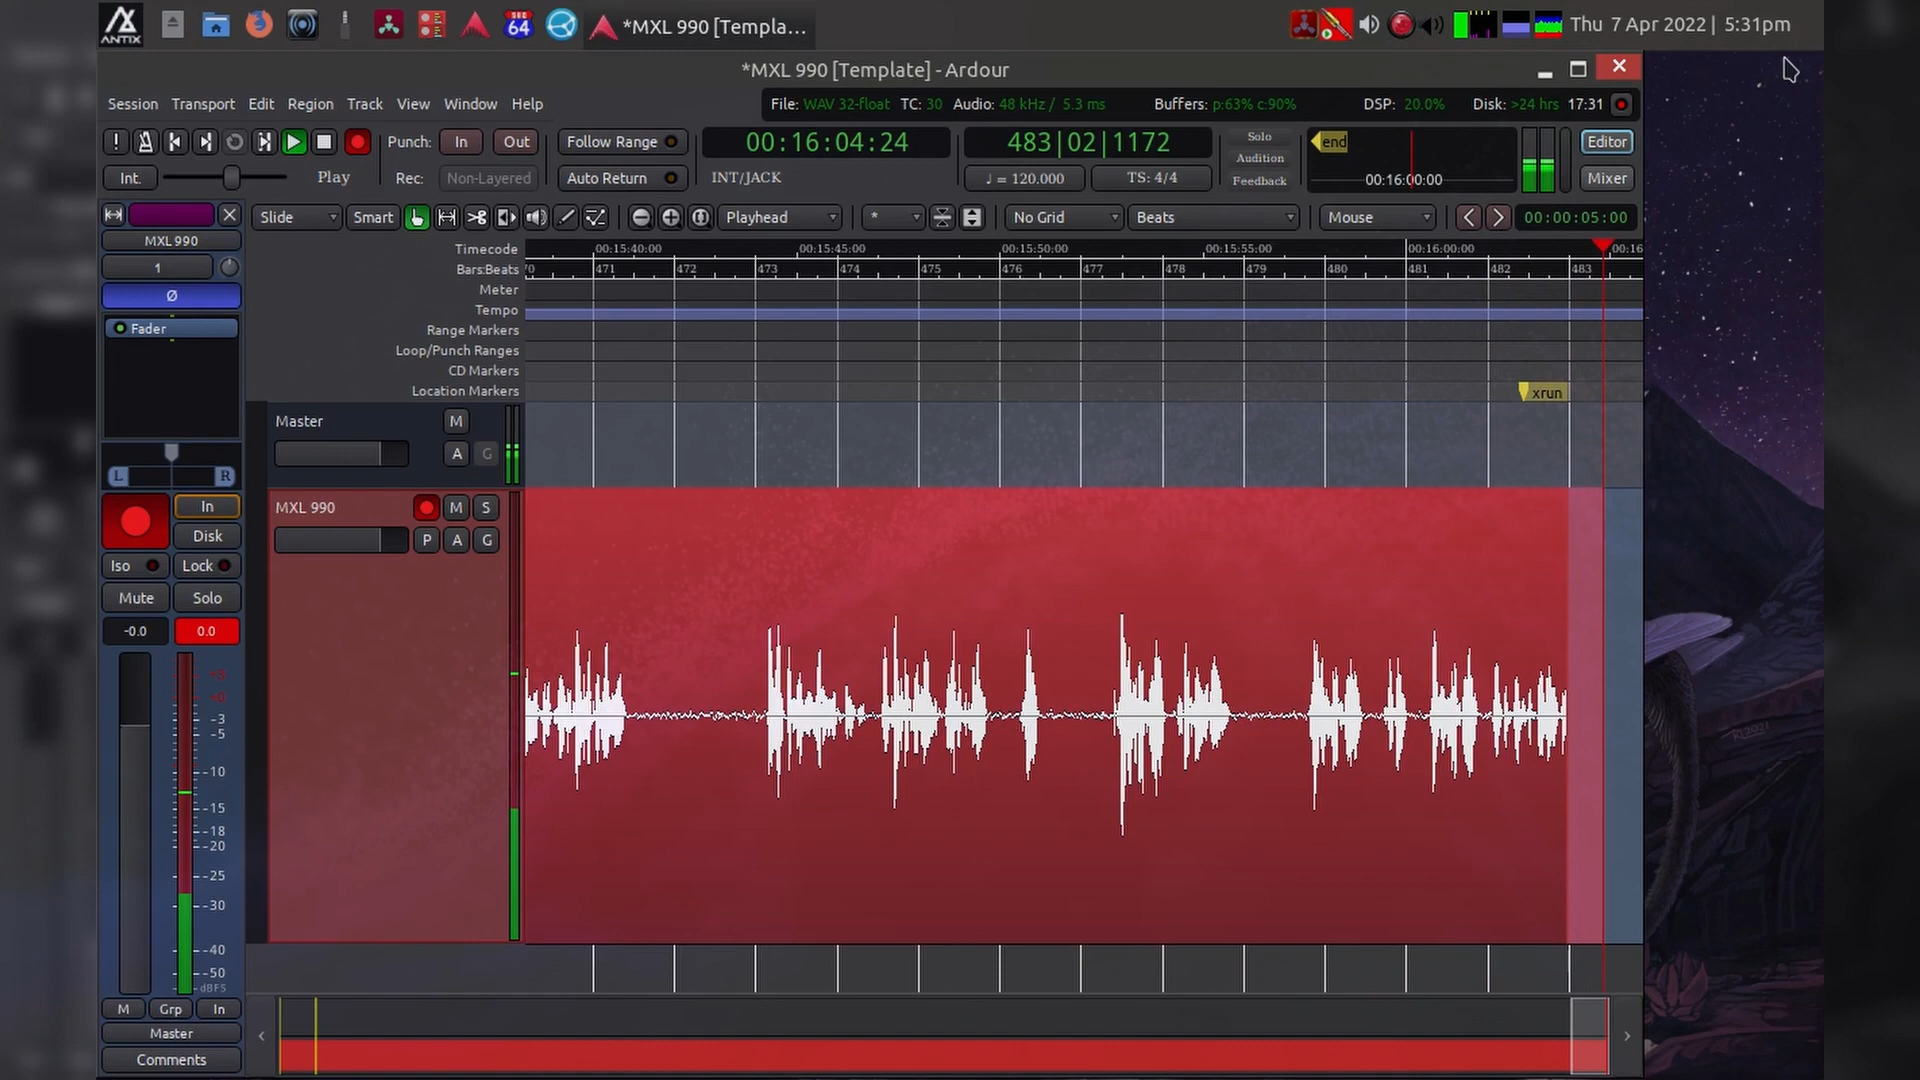 ANTIX
64
*MXL 990 [Templa...
Thu 7 Apr 2022 | 5:31pm
*MXL 990 [Template] - Ardour
Session Transport Edit Region Track View Window Help
File: WAV 32-float TC: 30 Audio: 48 kHz / 5.3 ms Buffers: p:63% c:90% DSP: 20.0% Disk: >24 hrs 17:31
Punch: In Out Follow Range 00:16:04:24 483|02|1172 Solo end Editor
Audition
Int. Play Rec: Non-Layered Auto Return INT/JACK ♩ = 120.000 TS: 4/4 Feedback 00:16:00:00 Mixer
Slide Smart Playhead * No Grid Beats Mouse 00:00:05:00
MXL 990
Timecode 00:15:40:00 00:15:45:00 00:15:50:00 00:15:55:00 00:16:00:00 00:16
1 Bars:Beats 70 471 472 473 474 475 476 477 478 479 480 481 482 483
Ø Meter
Tempo
Fader Range Markers
Loop/Punch Ranges
CD Markers
Location Markers xrun
Master M
A G
L R
MXL 990 M S
In
Disk P A G
Iso Lock
Mute Solo
-0.0 0.0
+3
+0
-3
-5
-10
-15
-18
-20
-25
-30
-40
-50
dBFS
M Grp In
Master
Comments